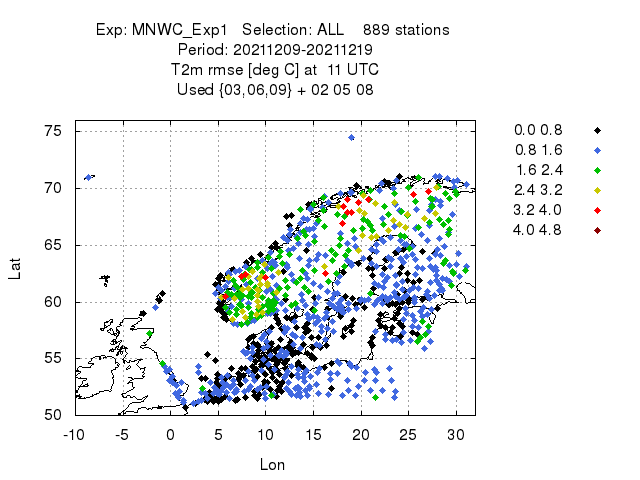 Exp: MNWC_Exp1 Selection: ALL 889 stations
Period: 20211209-20211219
T2m rmse [deg C] at 11 UTC
Used {03,06,09} + 02 05 08
0.0 0.8
0.8 1.6
1.6 2.4
2.4 3.2
3.2 4.0
4.0 4.8
75
70
65
60
55
50
Lat
-10 -5 0 5 10 15 20 25 30
Lon